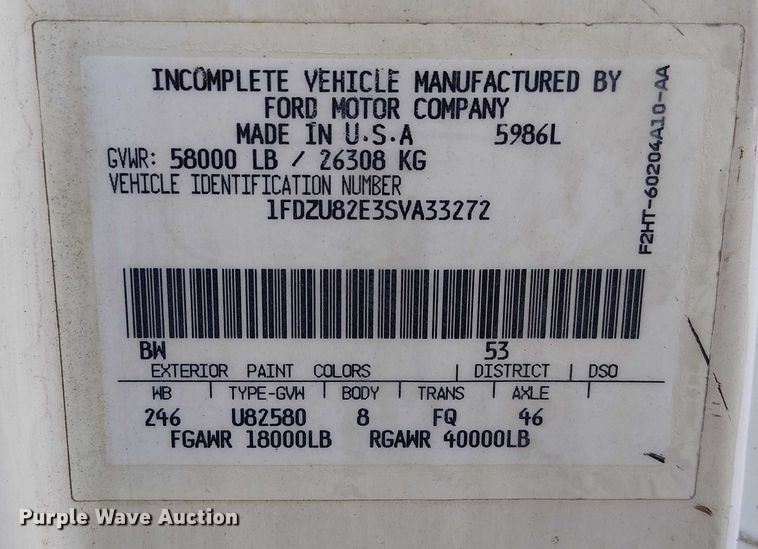 INCOMPLETE VEHICLE MANUFACTURED BY
FORD MOTOR COMPANY
MADE IN U.S.A 5986L
GVWR: 58000 LB / 26308 KG
VEHICLE IDENTIFICATION NUMBER
1FDZU82E3SVA33272
F2HT-60204A10-AA
BW 53
EXTERIOR PAINT COLORS | DISTRICT | DSO
WB | TYPE-GVW | BODY | TRANS | AXLE
246 U82580 8 FQ 46
FGAWR 18000LB RGAWR 40000LB
Purple Wave Auction